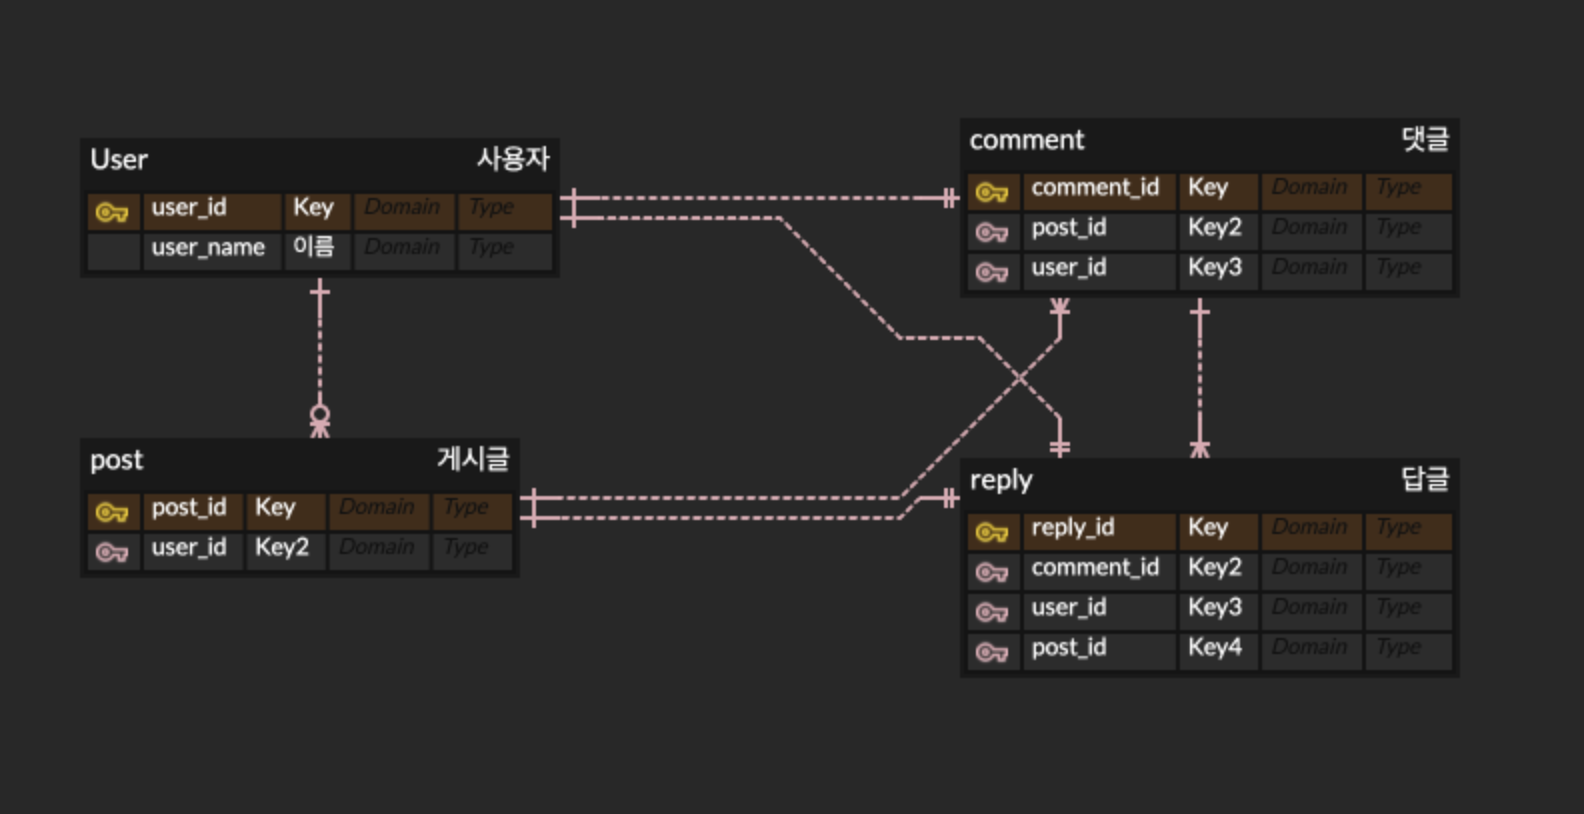 User 사용자
user_id Key Domain Type
user_name 이름 Domain Type
comment 댓글
comment_id Key Domain Type
post_id Key2 Domain Type
user_id Key3 Domain Type
post 게시글
post_id Key Domain Type
user_id Key2 Domain Type
reply 답글
reply_id Key Domain Type
comment_id Key2 Domain Type
user_id Key3 Domain Type
post_id Key4 Domain Type